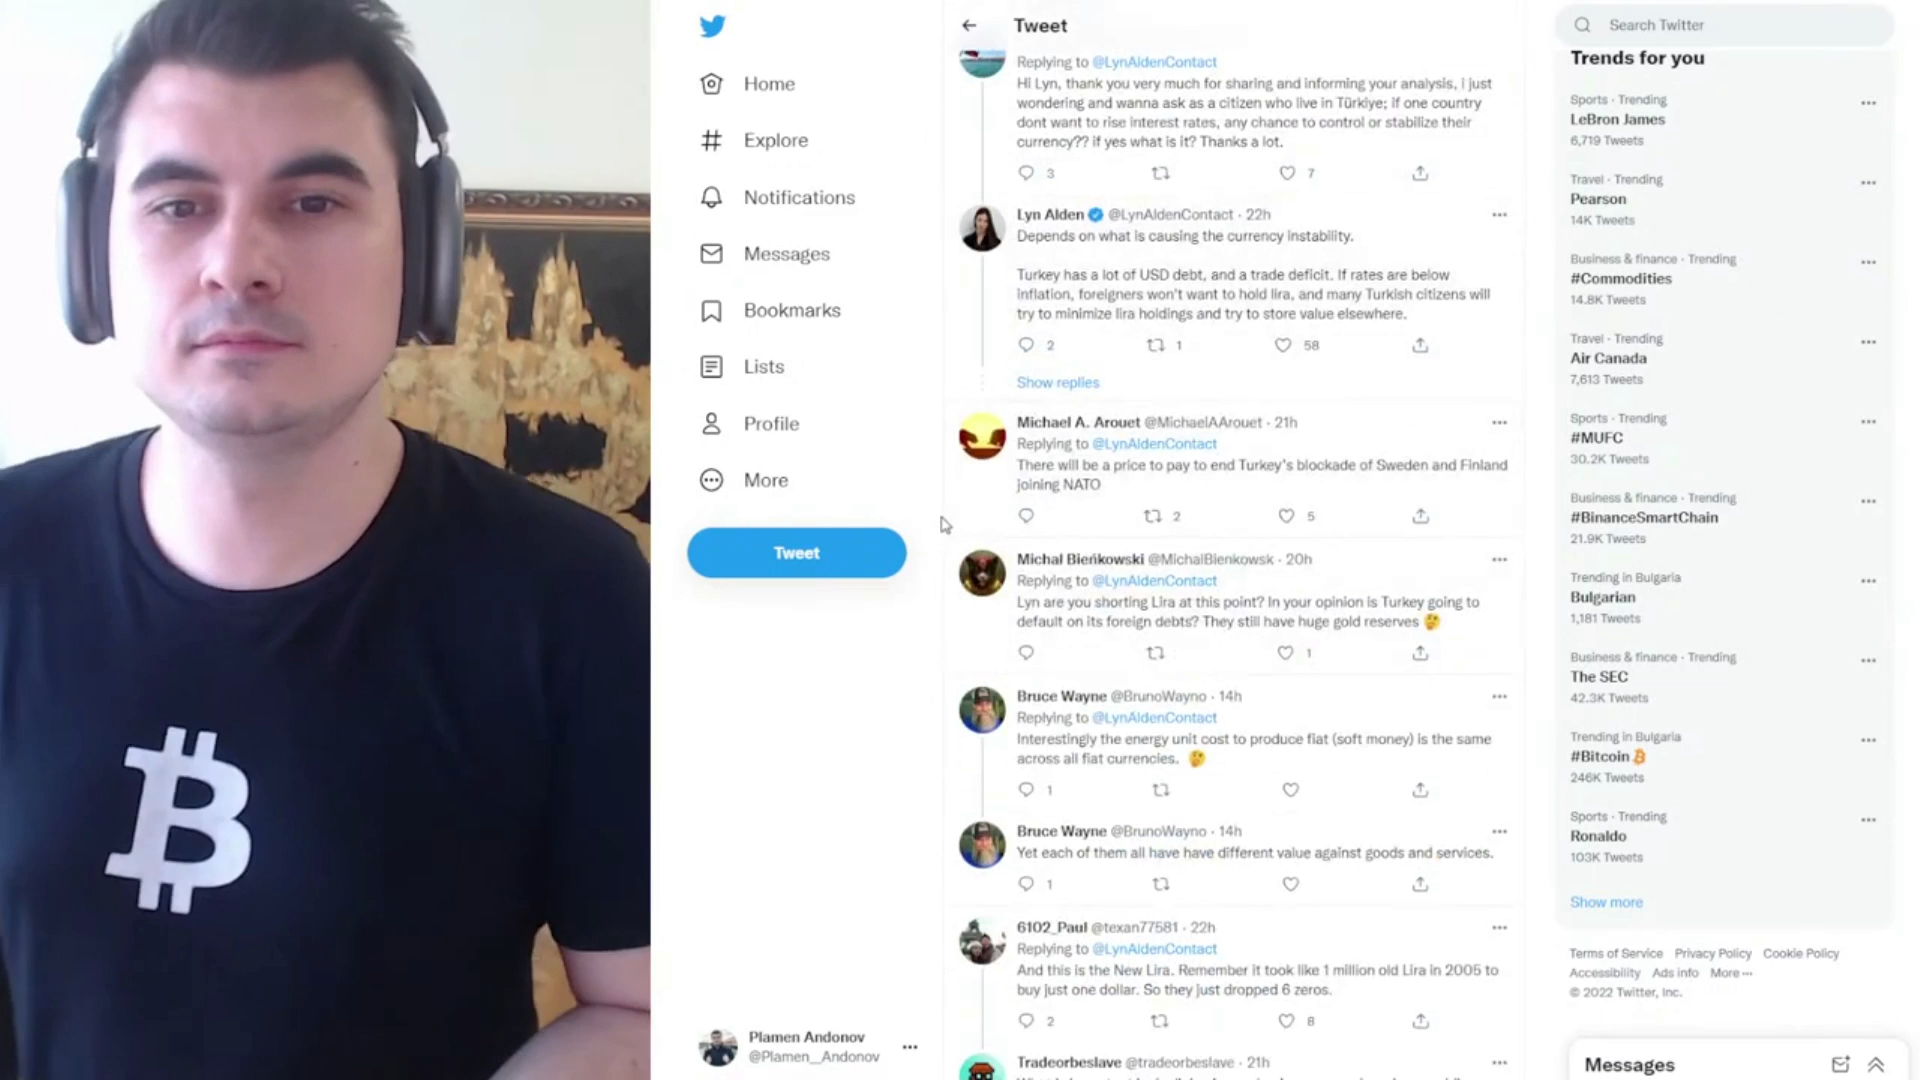 Home
Explore
Notifications
Messages
Bookmarks
Lists
Profile
More
Tweet
Plamen Andonov
@Plamen__Andonov
Tweet
Replying to @LynAldenContact
Hi Lyn, thank you very much for sharing and informing your analysis, i just
wondering and wanna ask as a citizen who live in Türkiye; if one country
dont want to rise interest rates, any chance to control or stabilize their
currency?? if yes what is it? Thanks a lot.
3 7
Lyn Alden @LynAldenContact · 22h
Depends on what is causing the currency instability.
Turkey has a lot of USD debt, and a trade deficit. If rates are below
inflation, foreigners won't want to hold lira, and many Turkish citizens will
try to minimize lira holdings and try to store value elsewhere.
2 1 58
Show replies
Michael A. Arouet @MichaelAArouet · 21h
Replying to @LynAldenContact
There will be a price to pay to end Turkey's blockade of Sweden and Finland
joining NATO
2 5
Michal Bieńkowski @MichalBienkowsk · 20h
Replying to @LynAldenContact
Lyn are you shorting Lira at this point? In your opinion is Turkey going to
default on its foreign debts? They still have huge gold reserves 🤔
1
Bruce Wayne @BrunoWayno · 14h
Replying to @LynAldenContact
Interestingly the energy unit cost to produce fiat (soft money) is the same
across all fiat currencies. 🤔
1
Bruce Wayne @BrunoWayno · 14h
Yet each of them all have have different value against goods and services.
1
6102_Paul @texan77581 · 22h
Replying to @LynAldenContact
And this is the New Lira. Remember it took like 1 million old Lira in 2005 to
buy just one dollar. So they just dropped 6 zeros.
2 8
Tradeorbeslave @tradeorbeslave · 21h
Search Twitter
Trends for you
Sports · Trending
LeBron James
6,719 Tweets
Travel · Trending
Pearson
14K Tweets
Business & finance · Trending
#Commodities
14.8K Tweets
Travel · Trending
Air Canada
7,613 Tweets
Sports · Trending
#MUFC
30.2K Tweets
Business & finance · Trending
#BinanceSmartChain
21.9K Tweets
Trending in Bulgaria
Bulgarian
1,181 Tweets
Business & finance · Trending
The SEC
42.3K Tweets
Trending in Bulgaria
#Bitcoin
246K Tweets
Sports · Trending
Ronaldo
103K Tweets
Show more
Terms of Service Privacy Policy Cookie Policy
Accessibility Ads info More ···
© 2022 Twitter, Inc.
Messages